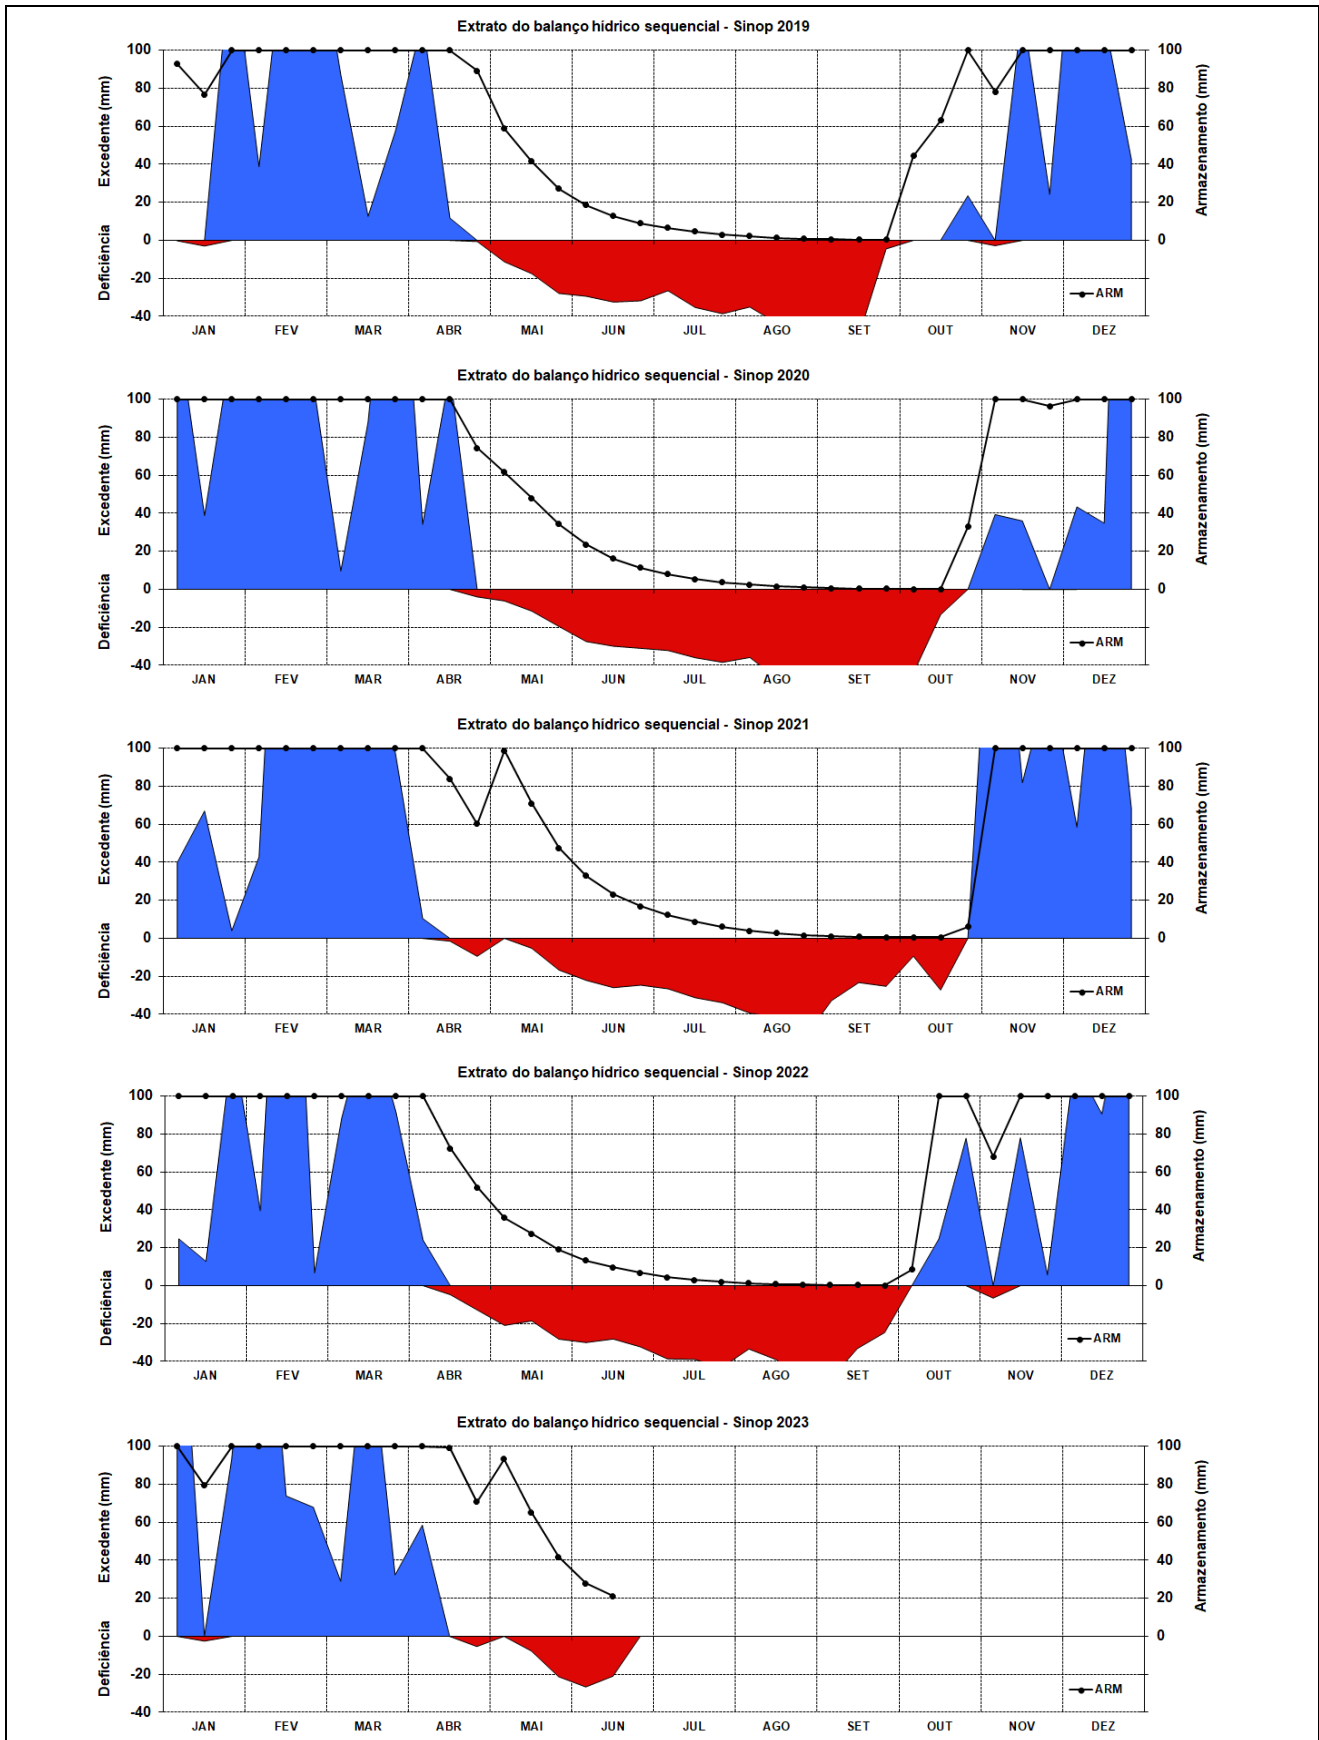 Extrato do balanço hídrico sequencial - Sinop 2019
Deficiência Excedente (mm)
100
80
60
40
20
0
-20
-40
100
80
60
40
20
0
Armazenamento (mm)
ARM
JAN FEV MAR ABR MAI JUN JUL AGO SET OUT NOV DEZ
Extrato do balanço hídrico sequencial - Sinop 2020
Deficiência Excedente (mm)
100
80
60
40
20
0
-20
-40
100
80
60
40
20
0
Armazenamento (mm)
ARM
JAN FEV MAR ABR MAI JUN JUL AGO SET OUT NOV DEZ
Extrato do balanço hídrico sequencial - Sinop 2021
Deficiência Excedente (mm)
100
80
60
40
20
0
-20
-40
100
80
60
40
20
0
Armazenamento (mm)
ARM
JAN FEV MAR ABR MAI JUN JUL AGO SET OUT NOV DEZ
Extrato do balanço hídrico sequencial - Sinop 2022
Deficiência Excedente (mm)
100
80
60
40
20
0
-20
-40
100
80
60
40
20
0
Armazenamento (mm)
ARM
JAN FEV MAR ABR MAI JUN JUL AGO SET OUT NOV DEZ
Extrato do balanço hídrico sequencial - Sinop 2023
Deficiência Excedente (mm)
100
80
60
40
20
0
-20
-40
100
80
60
40
20
0
Armazenamento (mm)
ARM
JAN FEV MAR ABR MAI JUN JUL AGO SET OUT NOV DEZ